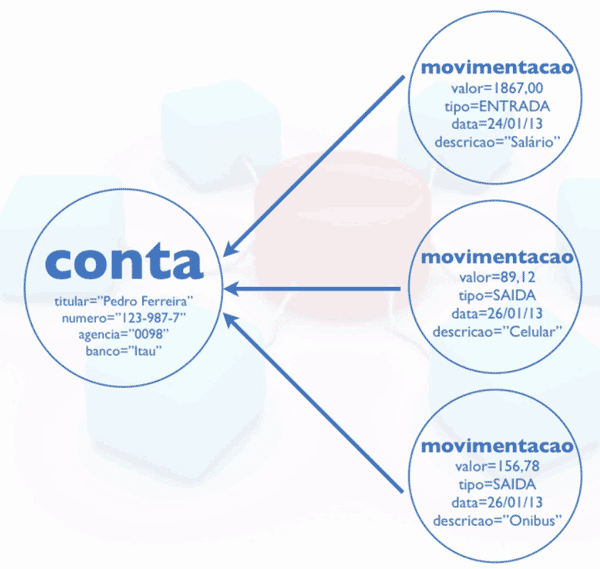 movimentacao
valor=1867,00
tipo=ENTRADA
data=24/01/13
descricao="Salário"
conta
titular="Pedro Ferreira"
numero="123-987-7"
agencia="0098"
banco="Itau"
movimentacao
valor=89,12
tipo=SAIDA
data=26/01/13
descricao="Celular"
movimentacao
valor=156,78
tipo=SAIDA
data=26/01/13
descricao="Onibus"